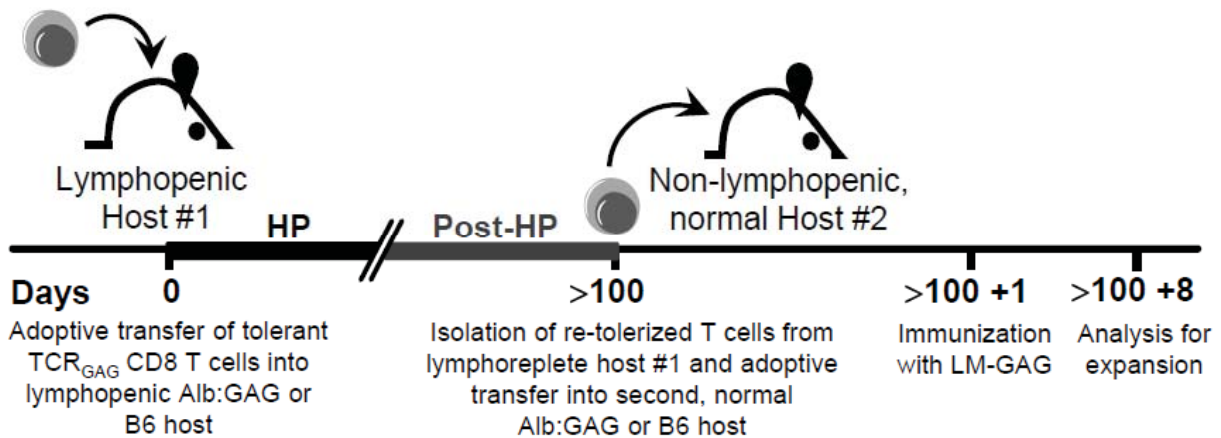 Lymphopenic
Host #1
Non-lymphopenic,
normal Host #2
HP
Post-HP
Days 0 >100 >100 +1 >100 +8
Adoptive transfer of tolerant
TCRGAG CD8 T cells into
lymphopenic Alb:GAG or
B6 host
Isolation of re-tolerized T cells from
lymphoreplete host #1 and adoptive
transfer into second, normal
Alb:GAG or B6 host
Immunization
with LM-GAG
Analysis for
expansion